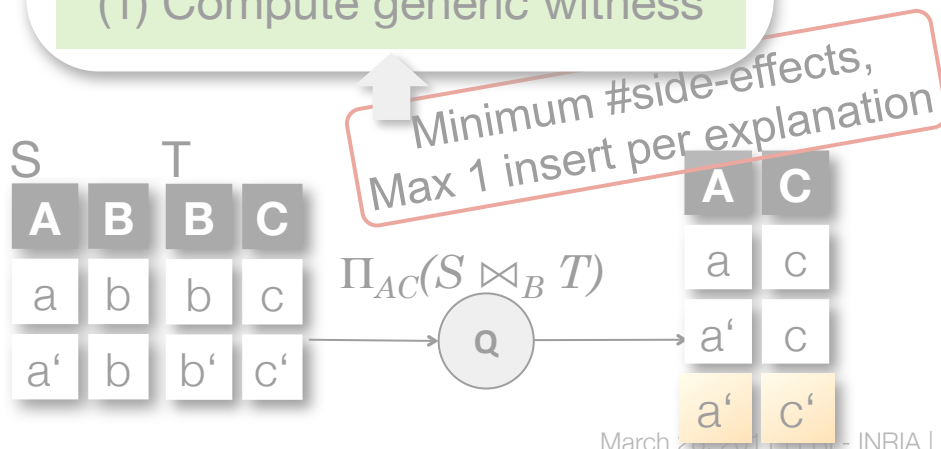 (1) Compute generic witness
Minimum #side-effects,
Max 1 insert per explanation
S T
A B B C
a b b c
a‘ b b‘ c‘
Π_AC(S ⋈_B T)
Q
A C
a c
a‘ c
a‘ c‘
March - INRIA |